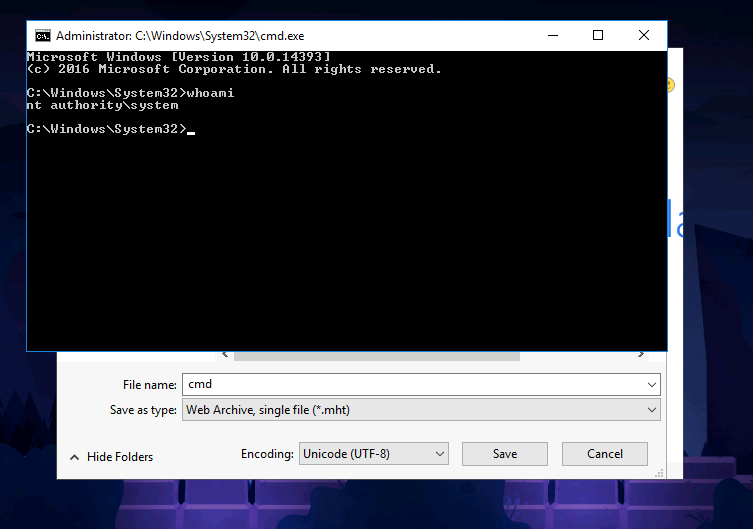 Administrator: C:\Windows\System32\cmd.exe
Microsoft Windows [Version 10.0.14393]
(c) 2016 Microsoft Corporation. All rights reserved.
C:\Windows\System32>whoami
nt authority\system
C:\Windows\System32>
File name: cmd
Save as type: Web Archive, single file (*.mht)
Hide Folders Encoding: Unicode (UTF-8) Save Cancel